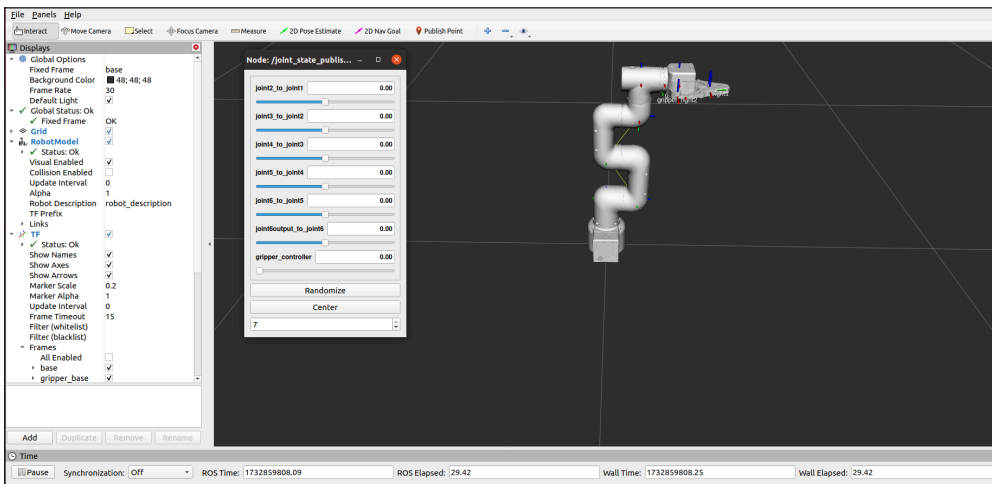 File Panels Help
Interact Move Camera Select Focus Camera Measure 2D Pose Estimate 2D Nav Goal Publish Point
Displays
Global Options
Fixed Frame base
Background Color 48; 48; 48
Frame Rate 30
Default Light
Global Status: Ok
Fixed Frame OK
Grid
RobotModel
Status: Ok
Visual Enabled
Collision Enabled
Update Interval 0
Alpha 1
Robot Description robot_description
TF Prefix
Links
TF
Status: Ok
Show Names
Show Axes
Show Arrows
Marker Scale 0.2
Marker Alpha 1
Update Interval 0
Frame Timeout 15
Filter (whitelist)
Filter (blacklist)
Frames
All Enabled
base
gripper_base
Add Duplicate Remove Rename
Node: /joint_state_publis...
joint2_to_joint1 0.00
joint3_to_joint2 0.00
joint4_to_joint3 0.00
joint5_to_joint4 0.00
joint6_to_joint5 0.00
joint6output_to_joint6 0.00
gripper_controller 0.00
Randomize
Center
7
Time
Pause Synchronization: Off ROS Time: 1732859808.09 ROS Elapsed: 29.42 Wall Time: 1732859808.25 Wall Elapsed: 29.42